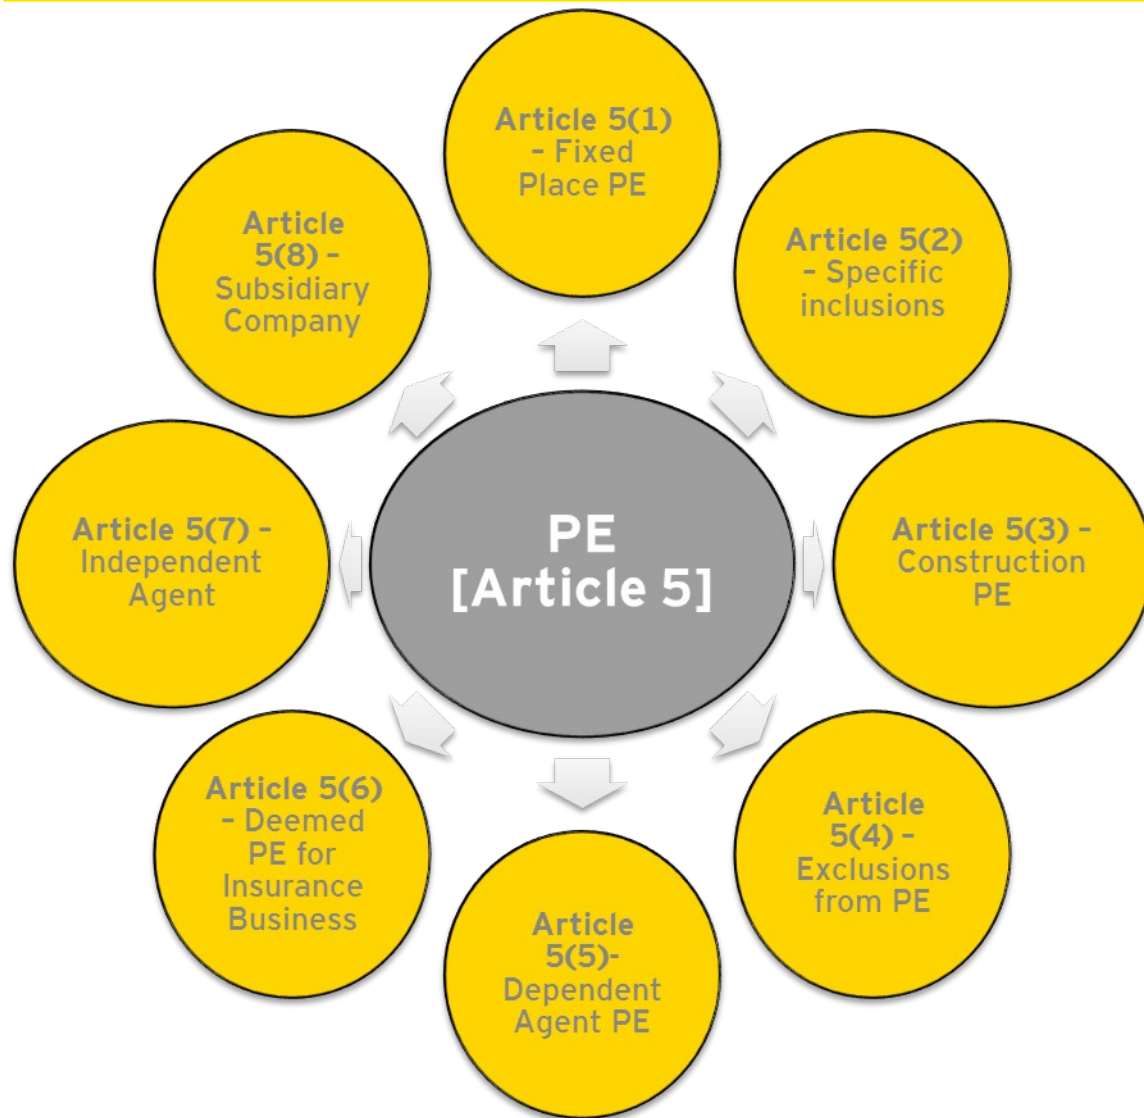 Article 5(1)
– Fixed
Place PE
Article 5(2)
– Specific
inclusions
Article 5(3) –
Construction
PE
Article
5(4) –
Exclusions
from PE
Article
5(5)-
Dependent
Agent PE
Article 5(6)
– Deemed
PE for
Insurance
Business
Article 5(7) –
Independent
Agent
Article
5(8) –
Subsidiary
Company
PE
[Article 5]